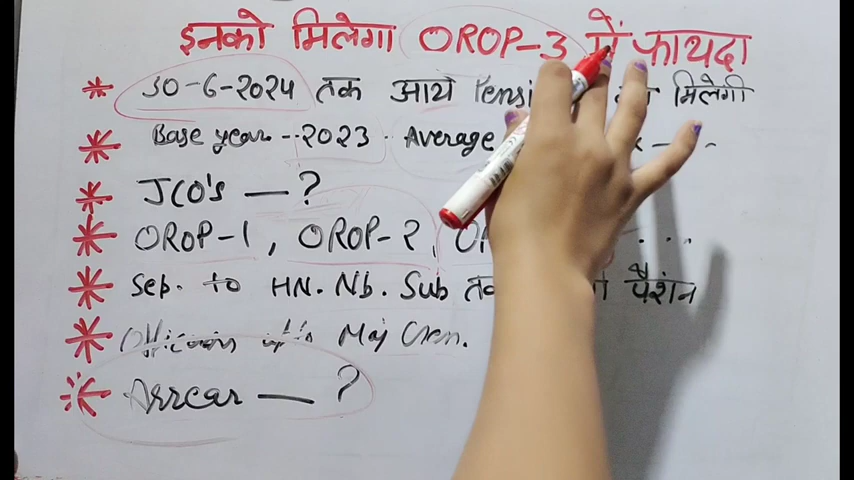 इनको मिलेगा OROP-3 में फायदा
30-6-2024 तक आये Pensi मिलेगी
Base year -- 2023 . Average
JCO's — ?
OROP-1, OROP-2,
Sep. to HN. Nb. Sub तक पैंशन
Maj Gen.
Arrear — ?